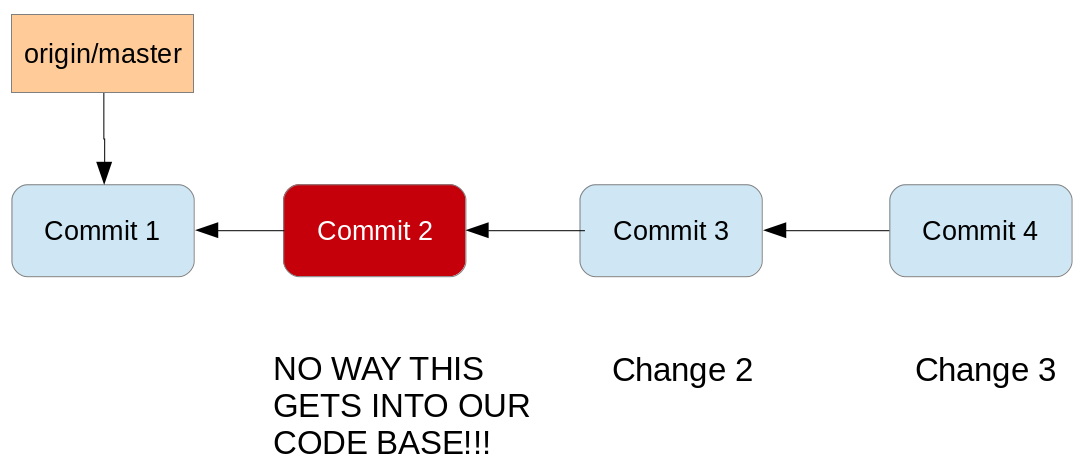 origin/master
Commit 1
Commit 2
Commit 3
Commit 4
NO WAY THIS
GETS INTO OUR
CODE BASE!!!
Change 2
Change 3